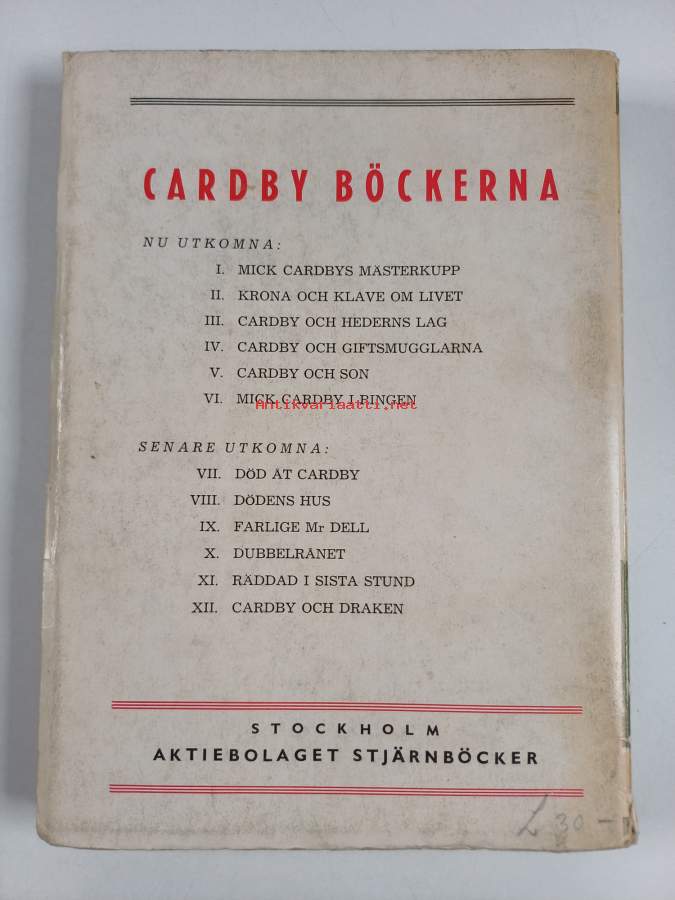 CARDBY BÖCKERNA
NU UTKOMNA:
I. MICK CARDBYS MÄSTERKUPP
II. KRONA OCH KLAVE OM LIVET
III. CARDBY OCH HEDERNS LAG
IV. CARDBY OCH GIFTSMUGGLARNA
V. CARDBY OCH SON
VI. MICK CARDBY I RINGEN
Antikvariaatti.net
SENARE UTKOMNA:
VII. DÖD ÅT CARDBY
VIII. DÖDENS HUS
IX. FARLIGE Mr DELL
X. DUBBELRÅNET
XI. RÄDDAD I SISTA STUND
XII. CARDBY OCH DRAKEN
STOCKHOLM
AKTIEBOLAGET STJÄRNBÖCKER
30 –